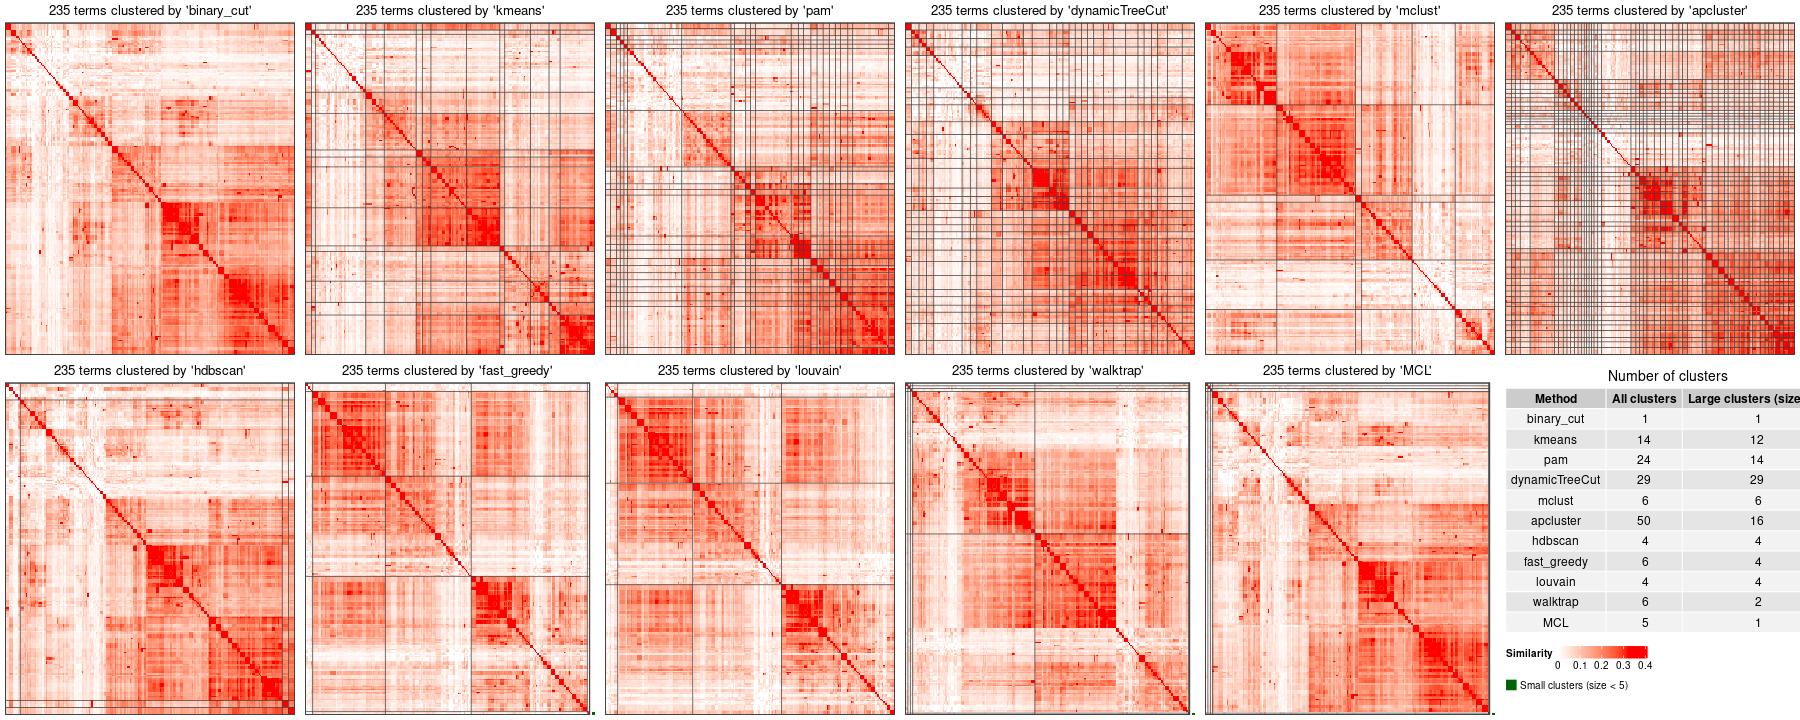 235 terms clustered by 'binary_cut'
235 terms clustered by 'kmeans'
235 terms clustered by 'pam'
235 terms clustered by 'dynamicTreeCut'
235 terms clustered by 'mclust'
235 terms clustered by 'apcluster'
235 terms clustered by 'hdbscan'
235 terms clustered by 'fast_greedy'
235 terms clustered by 'louvain'
235 terms clustered by 'walktrap'
235 terms clustered by 'MCL'
Number of clusters
Method All clusters Large clusters (size
binary_cut 1 1
kmeans 14 12
pam 24 14
dynamicTreeCut 29 29
mclust 6 6
apcluster 50 16
hdbscan 4 4
fast_greedy 6 4
louvain 4 4
walktrap 6 2
MCL 5 1
Similarity
0 0.1 0.2 0.3 0.4
Small clusters (size < 5)